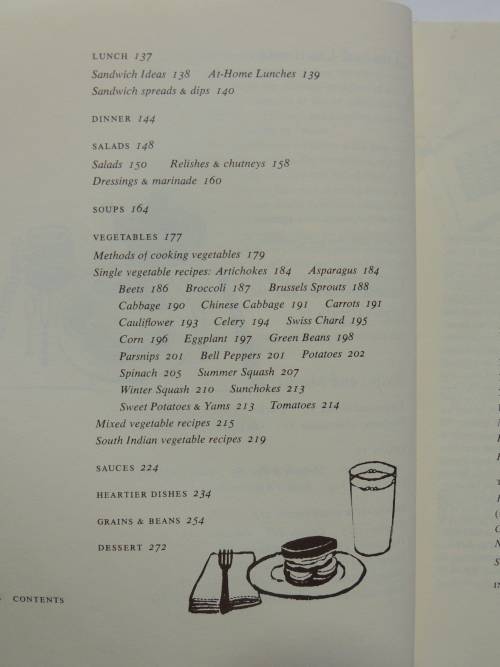 LUNCH 137
Sandwich Ideas 138 At-Home Lunches 139
Sandwich spreads & dips 140
DINNER 144
SALADS 148
Salads 150 Relishes & chutneys 158
Dressings & marinade 160
SOUPS 164
VEGETABLES 177
Methods of cooking vegetables 179
Single vegetable recipes: Artichokes 184 Asparagus 184
Beets 186 Broccoli 187 Brussels Sprouts 188
Cabbage 190 Chinese Cabbage 191 Carrots 191
Cauliflower 193 Celery 194 Swiss Chard 195
Corn 196 Eggplant 197 Green Beans 198
Parsnips 201 Bell Peppers 201 Potatoes 202
Spinach 205 Summer Squash 207
Winter Squash 210 Sunchokes 213
Sweet Potatoes & Yams 213 Tomatoes 214
Mixed vegetable recipes 215
South Indian vegetable recipes 219
SAUCES 224
HEARTIER DISHES 234
GRAINS & BEANS 254
DESSERT 272
CONTENTS